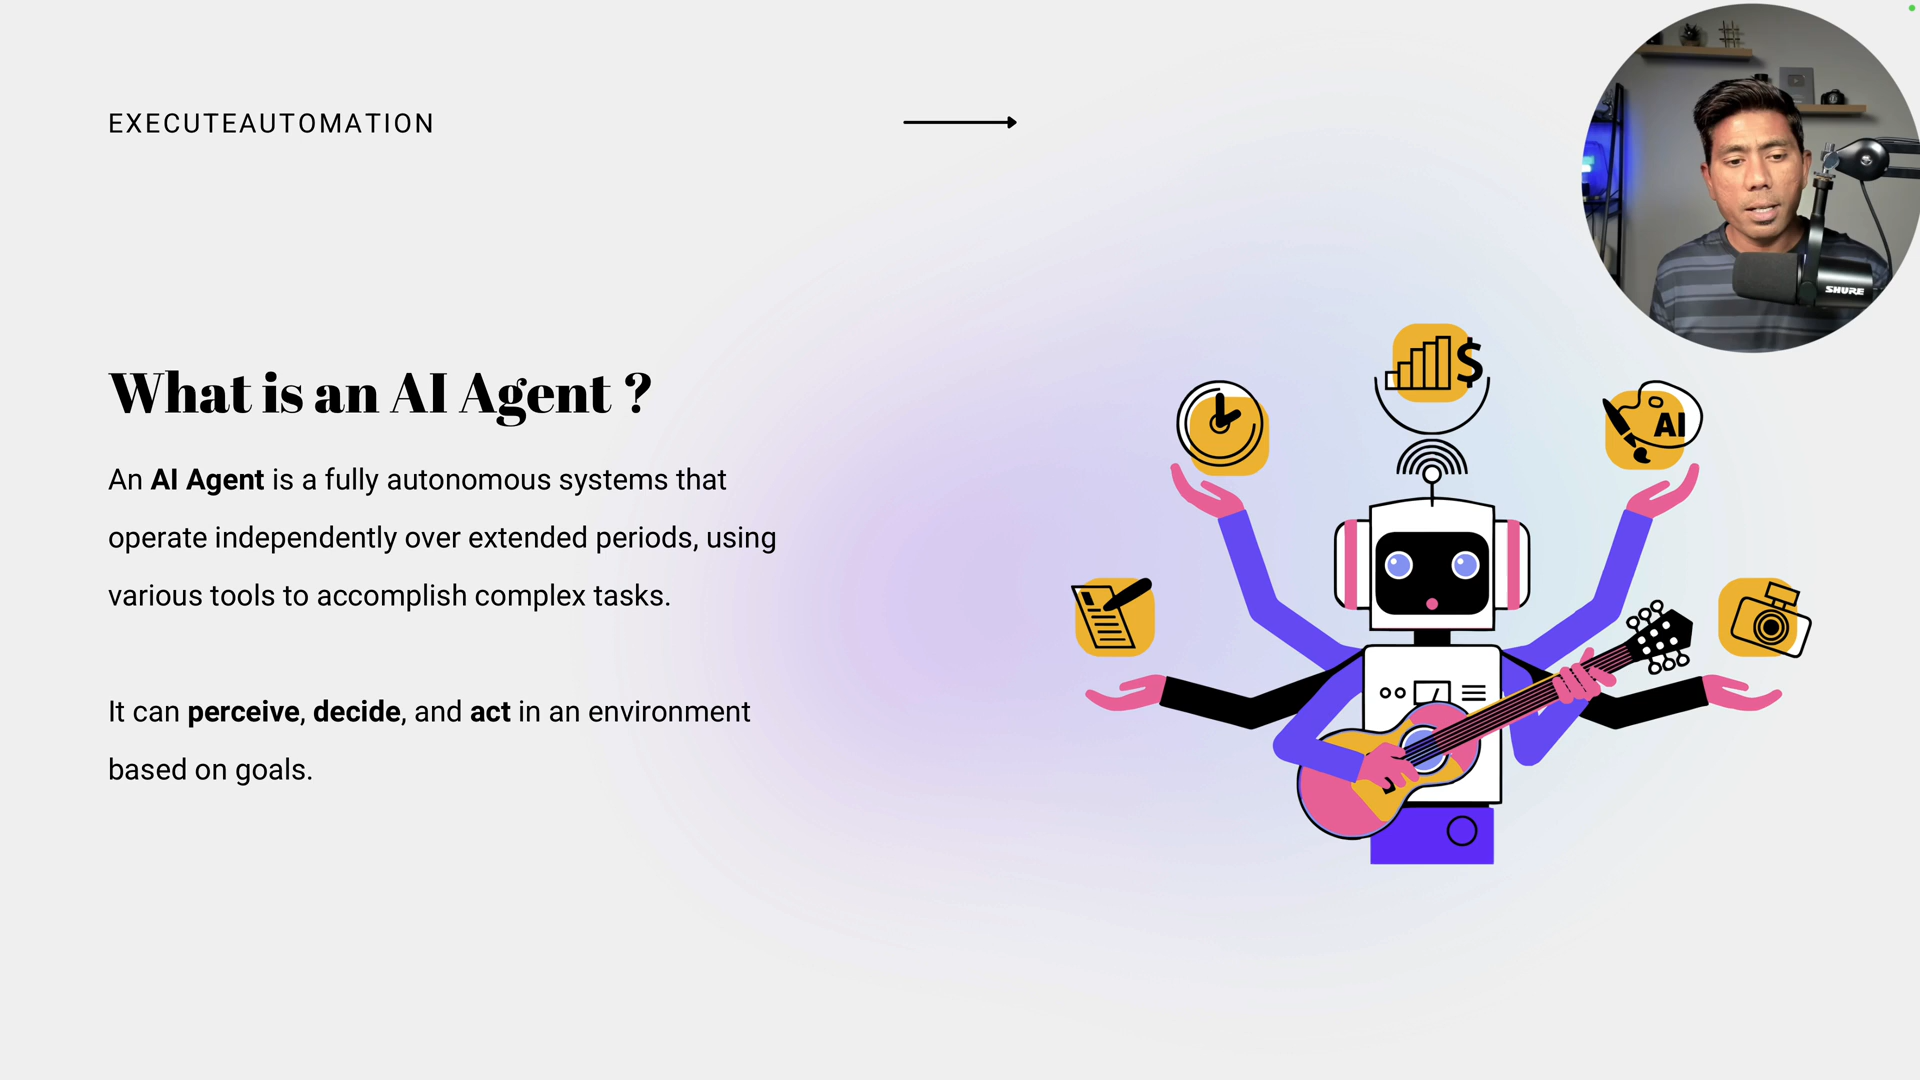 EXECUTEAUTOMATION
What is an AI Agent ?
An AI Agent is a fully autonomous systems that
operate independently over extended periods, using
various tools to accomplish complex tasks.
It can perceive, decide, and act in an environment
based on goals.
$
AI
SHURE